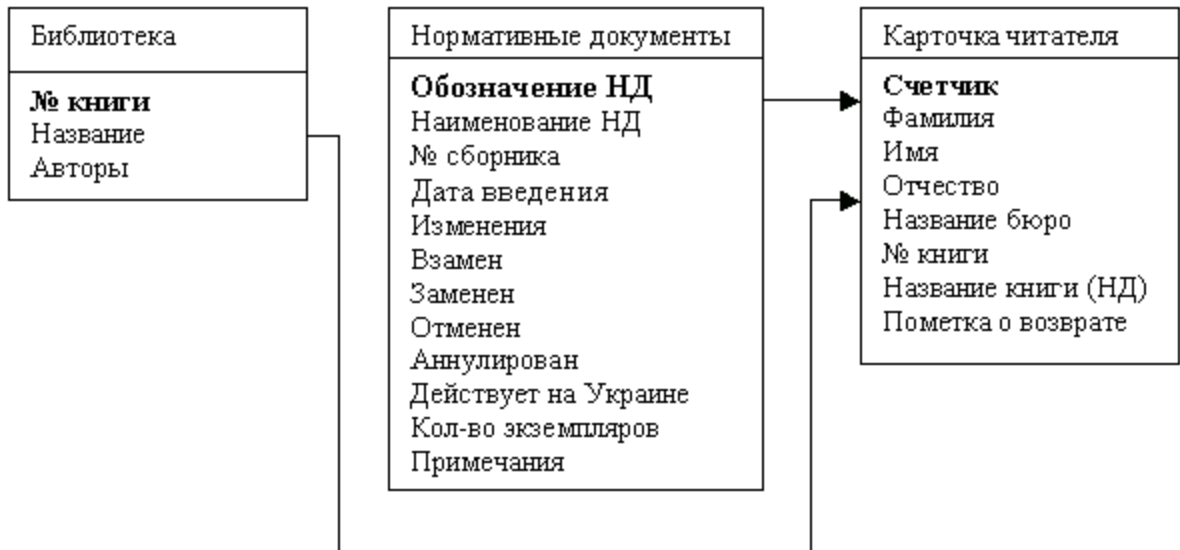 Библиотека
№ книги
Название
Авторы
Нормативные документы
Обозначение НД
Наименование НД
№ сборника
Дата введения
Изменения
Взамен
Заменен
Отменен
Аннулирован
Действует на Украине
Кол-во экземпляров
Примечания
Карточка читателя
Счетчик
Фамилия
Имя
Отчество
Название бюро
№ книги
Название книги (НД)
Пометка о возврате